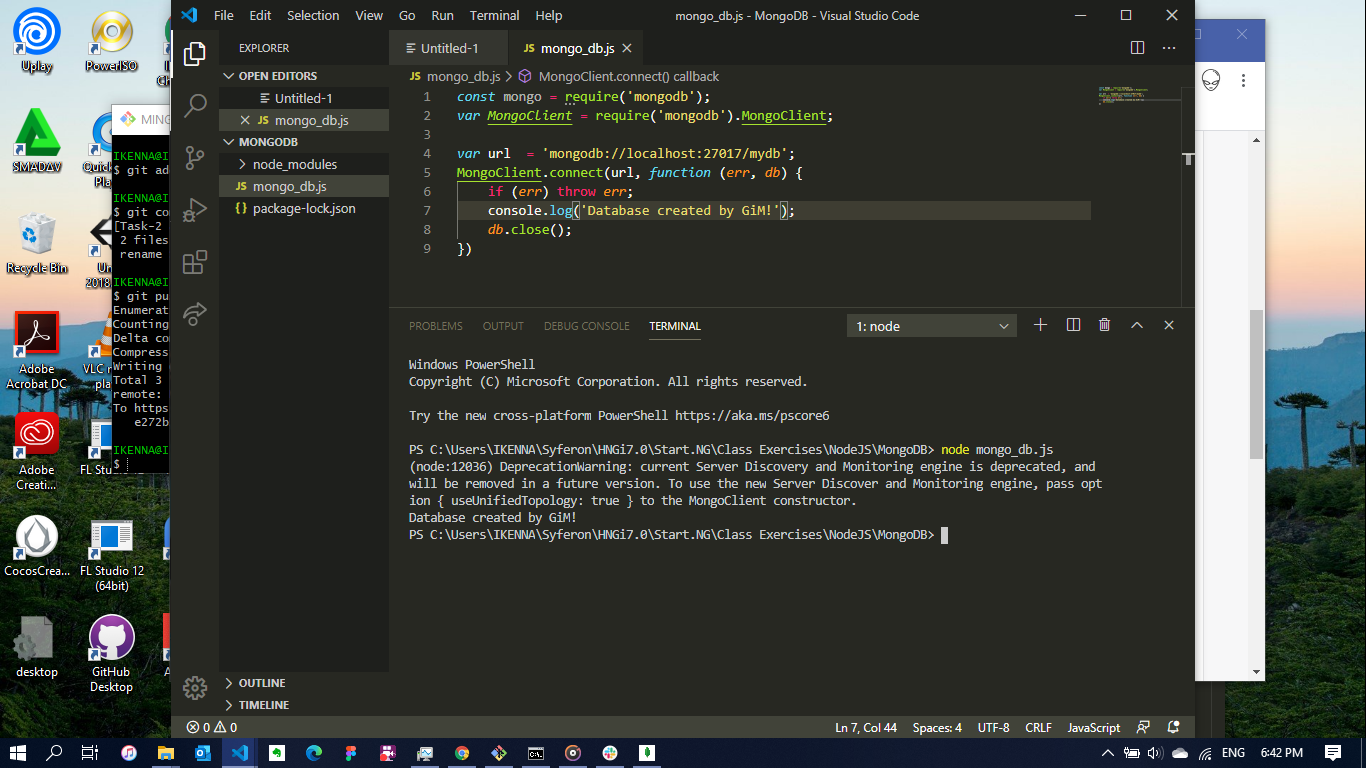 Uplay
PowerISO
SMADΔV
Recycle Bin
Adobe
Acrobat DC
Adobe
Creati...
FL Studio
CocosCrea...
FL Studio 12
(64bit)
desktop
GitHub
Desktop
IKENNA@I
$ git ad
IKENNA@I
$ git co
[Task-2
2 files
rename
IKENNA@I
$ git pu
Enumerat
Counting
Delta co
Compress
Writing
Total 3
remote:
To https
e272b
IKENNA@I
$
File Edit Selection View Go Run Terminal Help
mongo_db.js - MongoDB - Visual Studio Code
EXPLORER
OPEN EDITORS
Untitled-1
JS mongo_db.js
MONGODB
node_modules
JS mongo_db.js
{} package-lock.json
OUTLINE
TIMELINE
Untitled-1
JS mongo_db.js
JS mongo_db.js > MongoClient.connect() callback
1 const mongo = require('mongodb');
2 var MongoClient = require('mongodb').MongoClient;
3
4 var url  = 'mongodb://localhost:27017/mydb';
5 MongoClient.connect(url, function (err, db) {
6 if (err) throw err;
7 console.log('Database created by GiM!');
8 db.close();
9 })
PROBLEMS OUTPUT DEBUG CONSOLE TERMINAL
1: node
Windows PowerShell
Copyright (C) Microsoft Corporation. All rights reserved.
Try the new cross-platform PowerShell https://aka.ms/pscore6
PS C:\Users\IKENNA\Syferon\HNGi7.0\Start.NG\Class Exercises\NodeJS\MongoDB> node mongo_db.js
(node:12036) DeprecationWarning: current Server Discovery and Monitoring engine is deprecated, and
will be removed in a future version. To use the new Server Discover and Monitoring engine, pass opt
ion { useUnifiedTopology: true } to the MongoClient constructor.
Database created by GiM!
PS C:\Users\IKENNA\Syferon\HNGi7.0\Start.NG\Class Exercises\NodeJS\MongoDB>
0 0
Ln 7, Col 44 Spaces: 4 UTF-8 CRLF JavaScript
ENG 6:42 PM